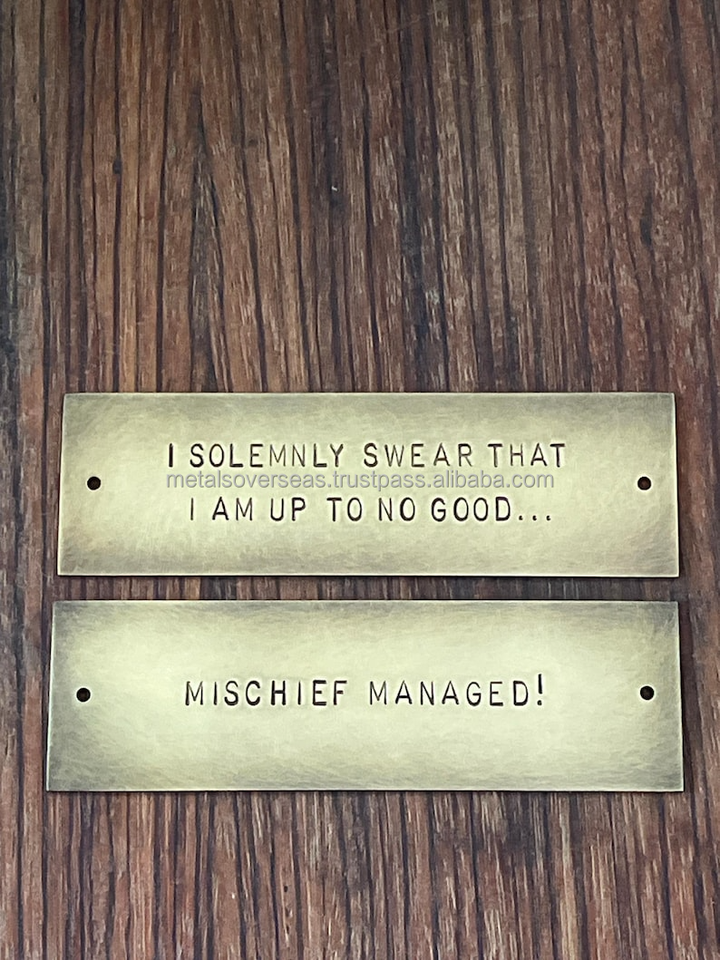 I SOLEMNLY SWEAR THAT
metalsoverseas.trustpass.alibaba.com
I AM UP TO NO GOOD...
MISCHIEF MANAGED!